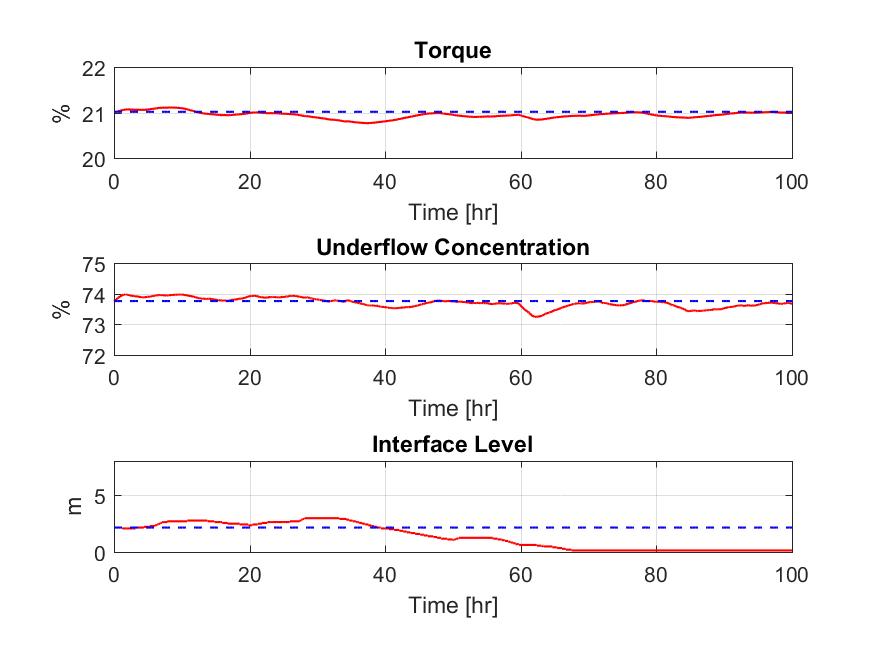 Torque
22
21
20
%
0 20 40 60 80 100
Time [hr]
Underflow Concentration
75
74
73
72
%
0 20 40 60 80 100
Time [hr]
Interface Level
5
0
m
0 20 40 60 80 100
Time [hr]